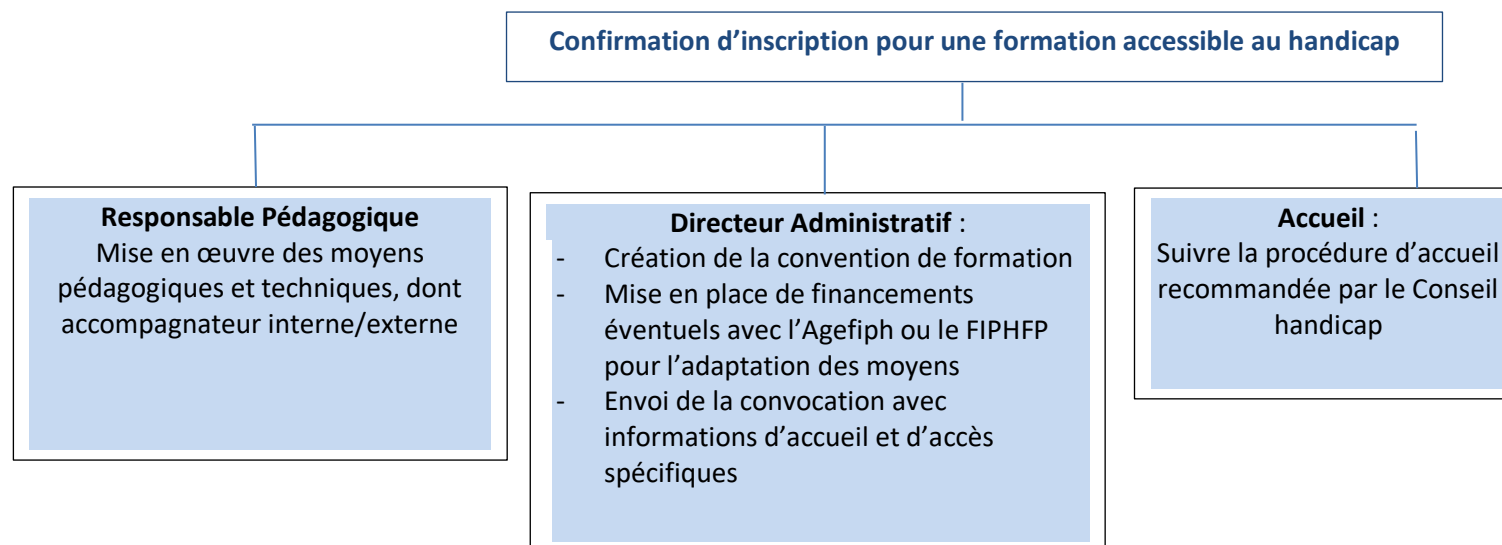 Confirmation d’inscription pour une formation accessible au handicap
Responsable Pédagogique
Mise en œuvre des moyens
pédagogiques et techniques, dont
accompagnateur interne/externe
Directeur Administratif :
- Création de la convention de formation
- Mise en place de financements
éventuels avec l’Agefiph ou le FIPHFP
pour l’adaptation des moyens
- Envoi de la convocation avec
informations d’accueil et d’accès
spécifiques
Accueil :
Suivre la procédure d’accueil
recommandée par le Conseil
handicap